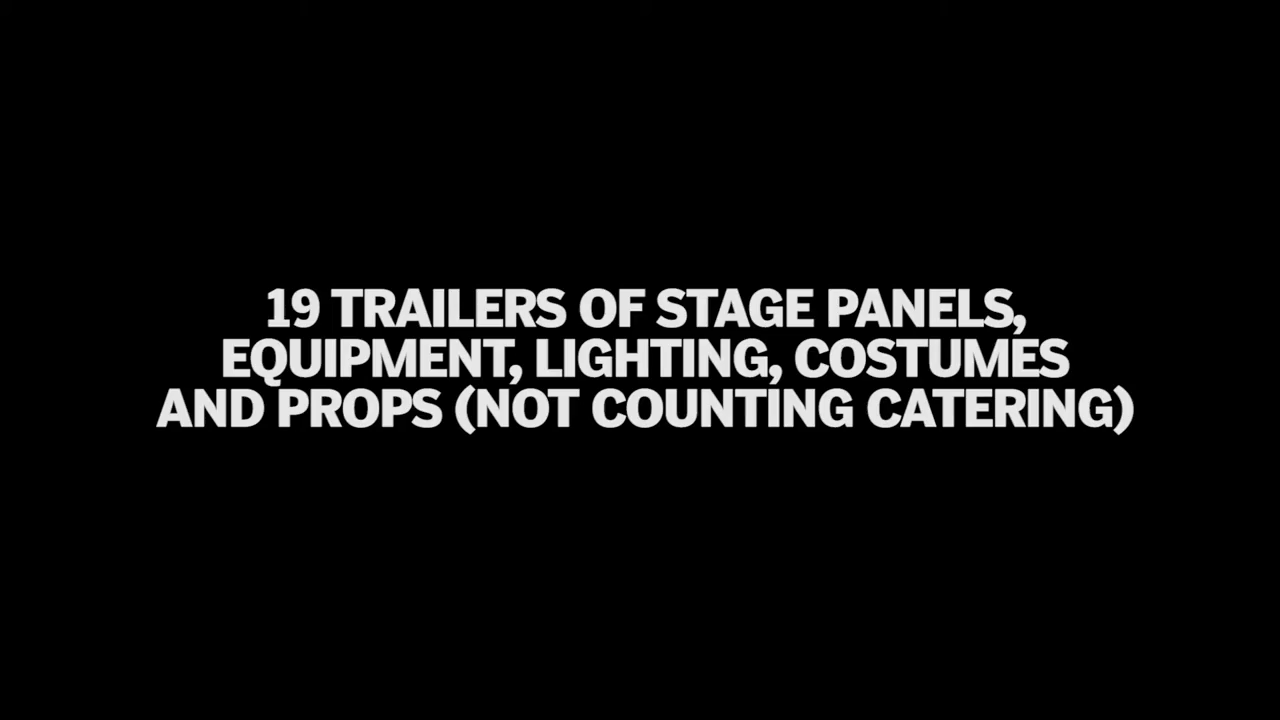 19 TRAILERS OF STAGE PANELS,
EQUIPMENT, LIGHTING, COSTUMES
AND PROPS (NOT COUNTING CATERING)